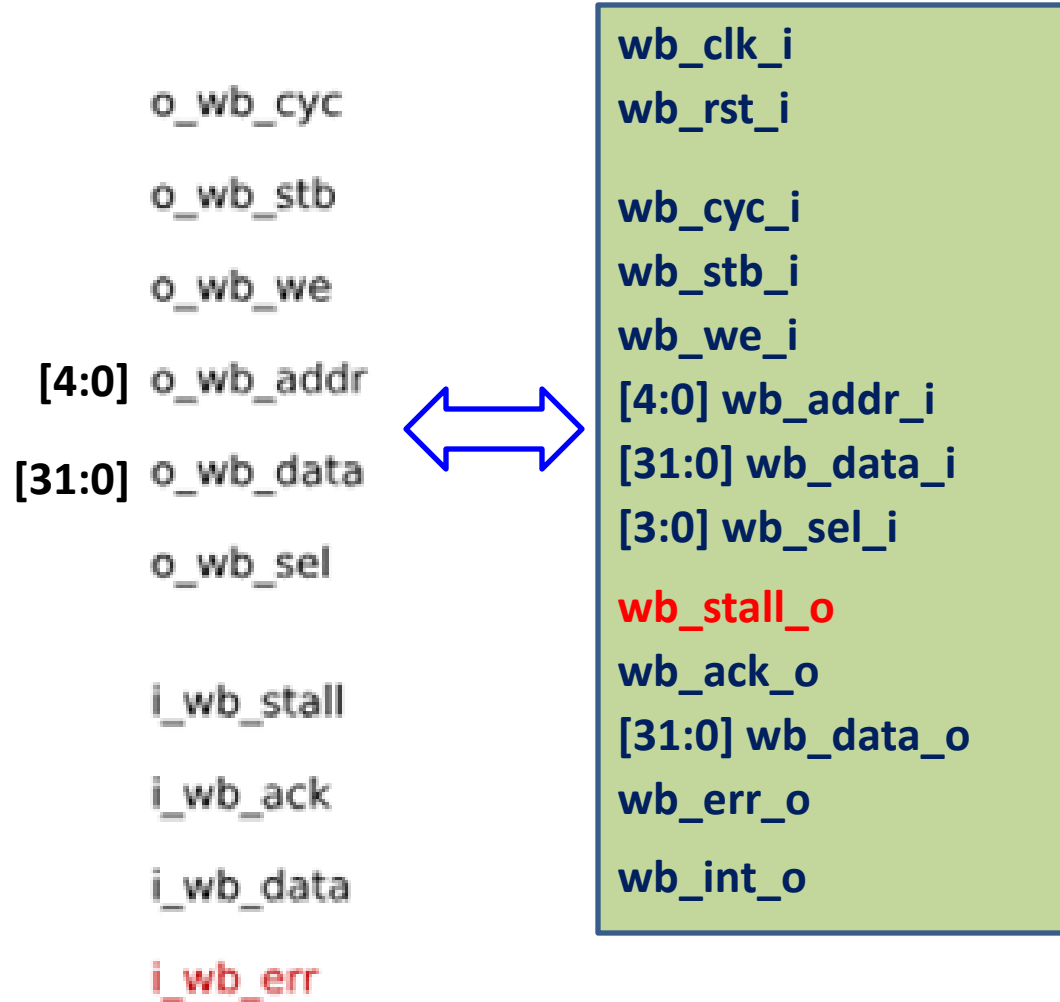 o_wb_cyc
o_wb_stb
o_wb_we
[4:0] o_wb_addr
[31:0] o_wb_data
o_wb_sel
i_wb_stall
i_wb_ack
i_wb_data
i_wb_err
wb_clk_i
wb_rst_i
wb_cyc_i
wb_stb_i
wb_we_i
[4:0] wb_addr_i
[31:0] wb_data_i
[3:0] wb_sel_i
wb_stall_o
wb_ack_o
[31:0] wb_data_o
wb_err_o
wb_int_o